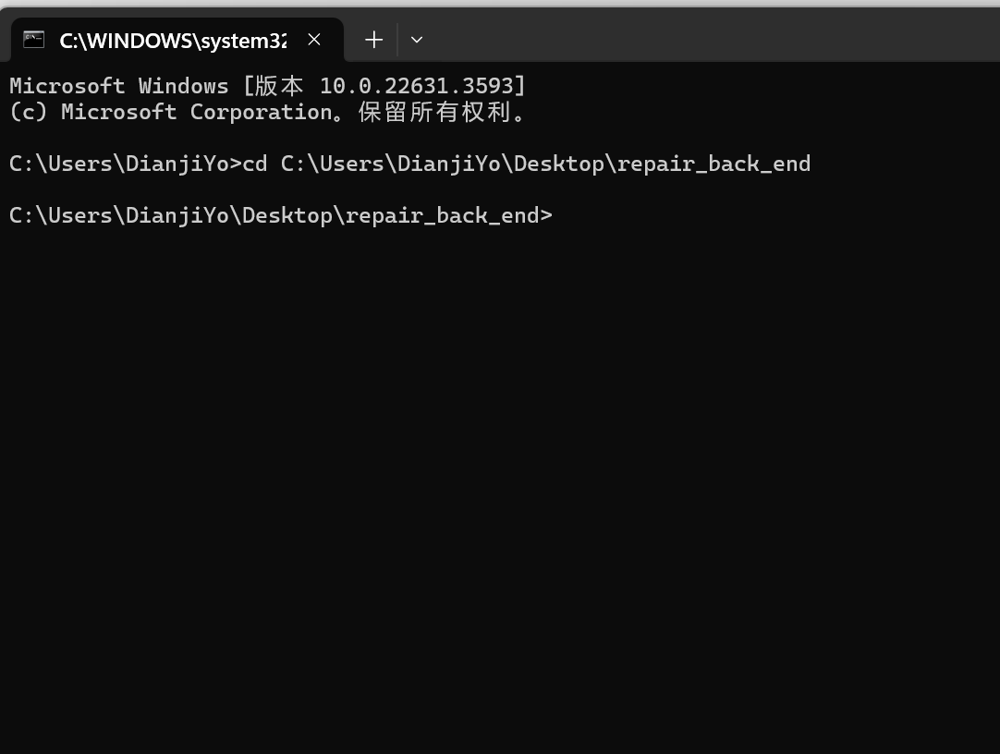 C:\WINDOWS\system32
Microsoft Windows [版本 10.0.22631.3593]
(c) Microsoft Corporation。保留所有权利。
C:\Users\DianjiYo>cd C:\Users\DianjiYo\Desktop\repair_back_end
C:\Users\DianjiYo\Desktop\repair_back_end>